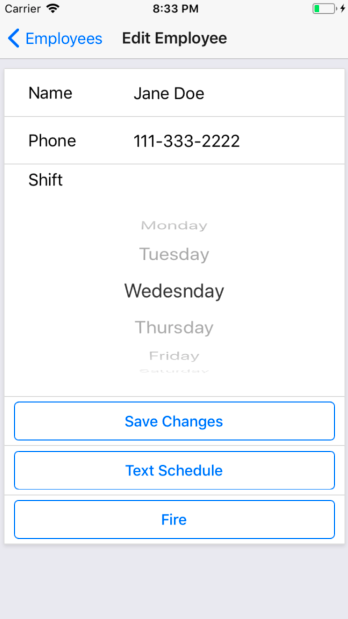 Carrier 8:33 PM
Employees Edit Employee
Name Jane Doe
Phone 111-333-2222
Shift
Monday
Tuesday
Wedesnday
Thursday
Friday
Save Changes
Text Schedule
Fire